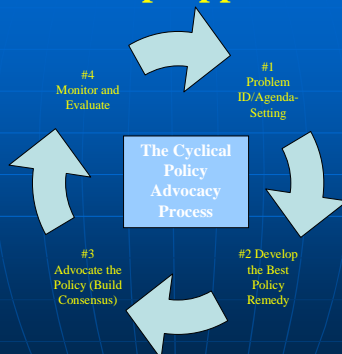 #1
Problem
ID/Agenda-
Setting
#2 Develop
the Best
Policy
Remedy
#3
Advocate the
Policy (Build
Consensus)
#4
Monitor and
Evaluate
The Cyclical
Policy
Advocacy
Process